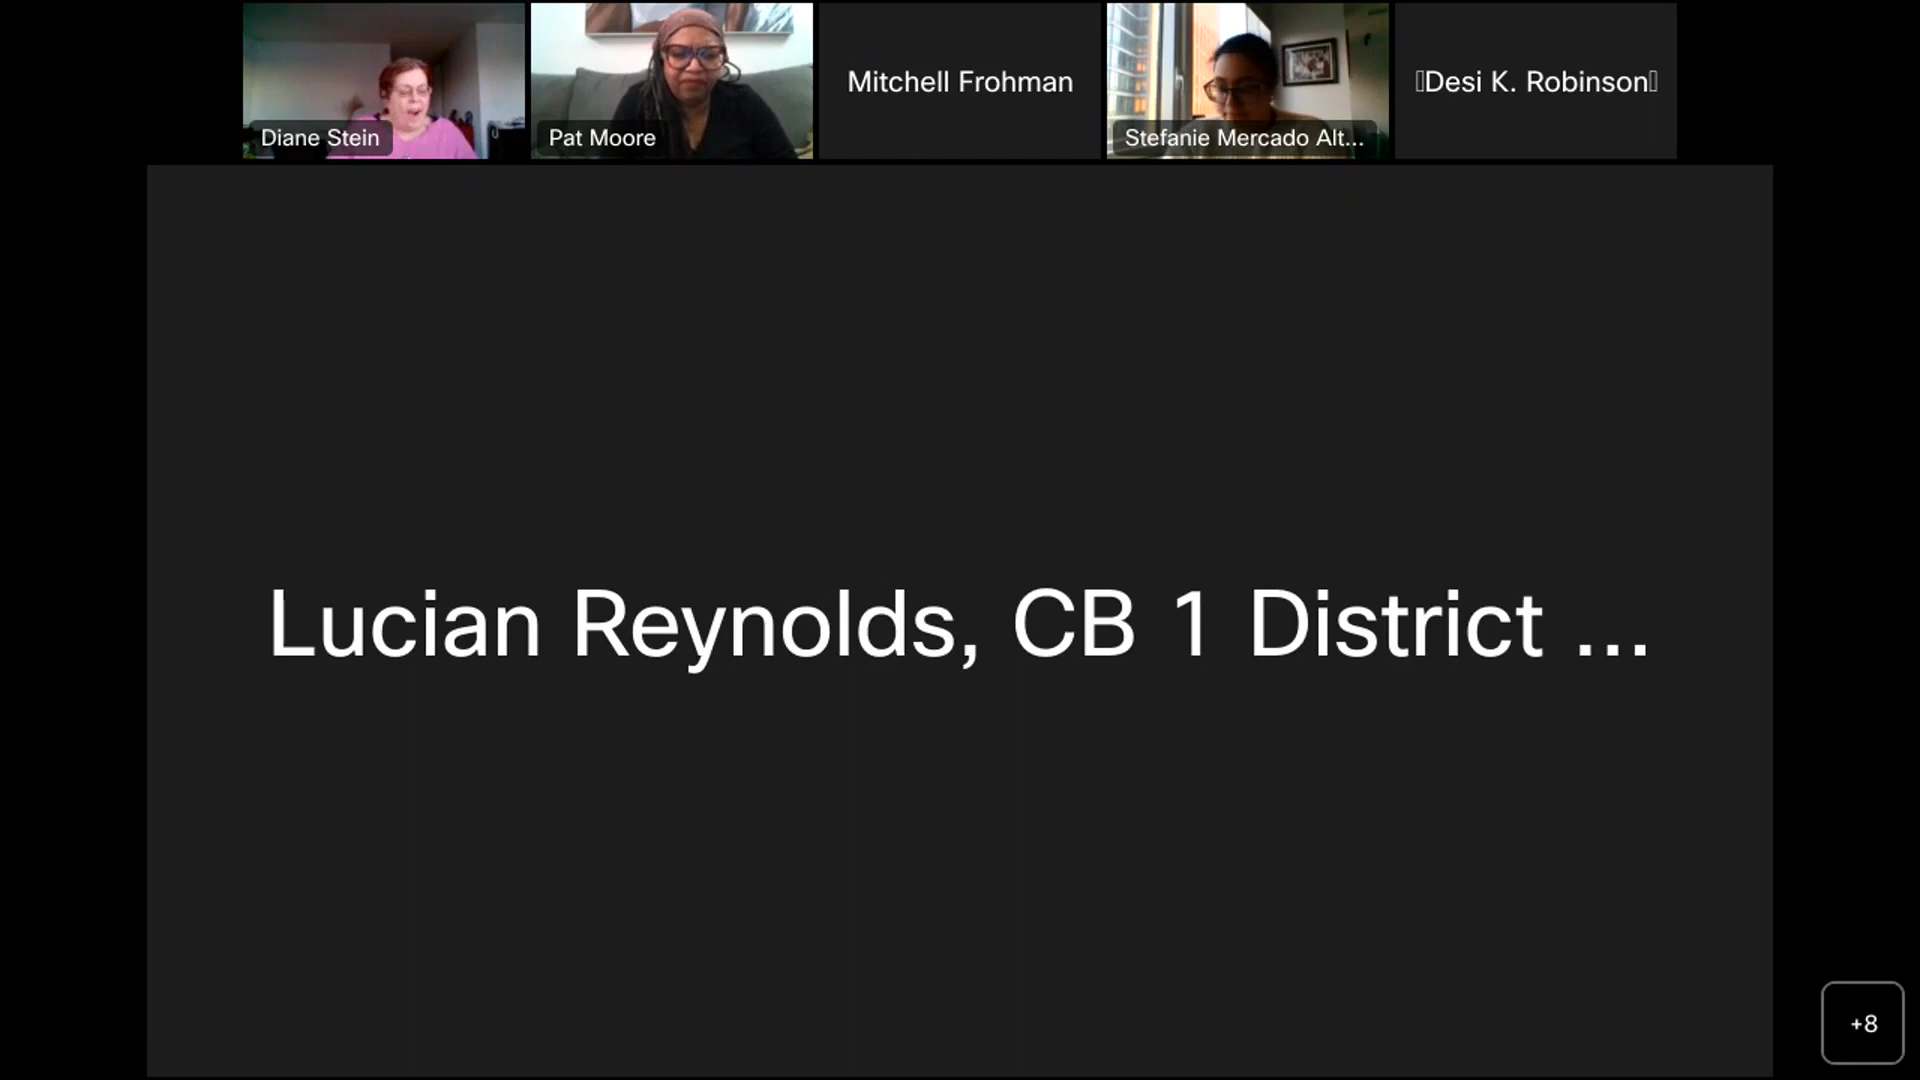 Diane Stein
Pat Moore
Mitchell Frohman
Stefanie Mercado Alt...
▯Desi K. Robinson▯
Lucian Reynolds, CB 1 District ...
+8